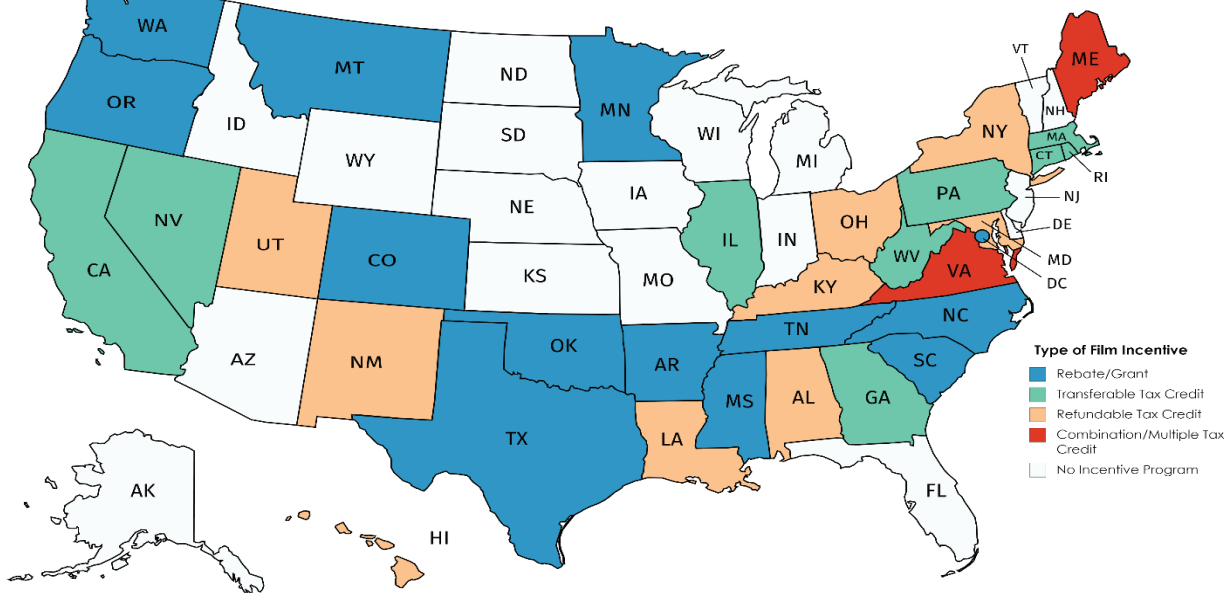 WA
MT
ND
MN
VT
ME
OR
ID
SD
WI
NH
NY
MA
WY
MI
CT
RI
IA
PA
NJ
NE
NV
OH
IL
IN
DE
UT
CO
WV
MD
CA
KS
MO
VA
DC
KY
NC
TN
OK
AZ
NM
AR
SC
Type of Film Incentive
Rebate/Grant
MS
AL
GA
Transferable Tax Credit
Refundable Tax Credit
TX
LA
Combination/Multiple Tax
Credit
No Incentive Program
AK
FL
HI